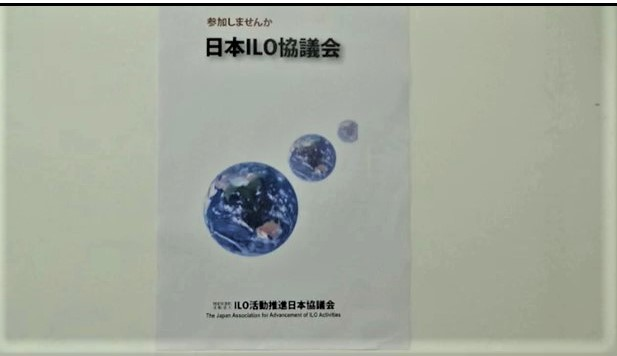 参加しませんか
日本ILO協議会
ILO活動推進日本協議会
The Japan Association for Advancement of ILO Activities